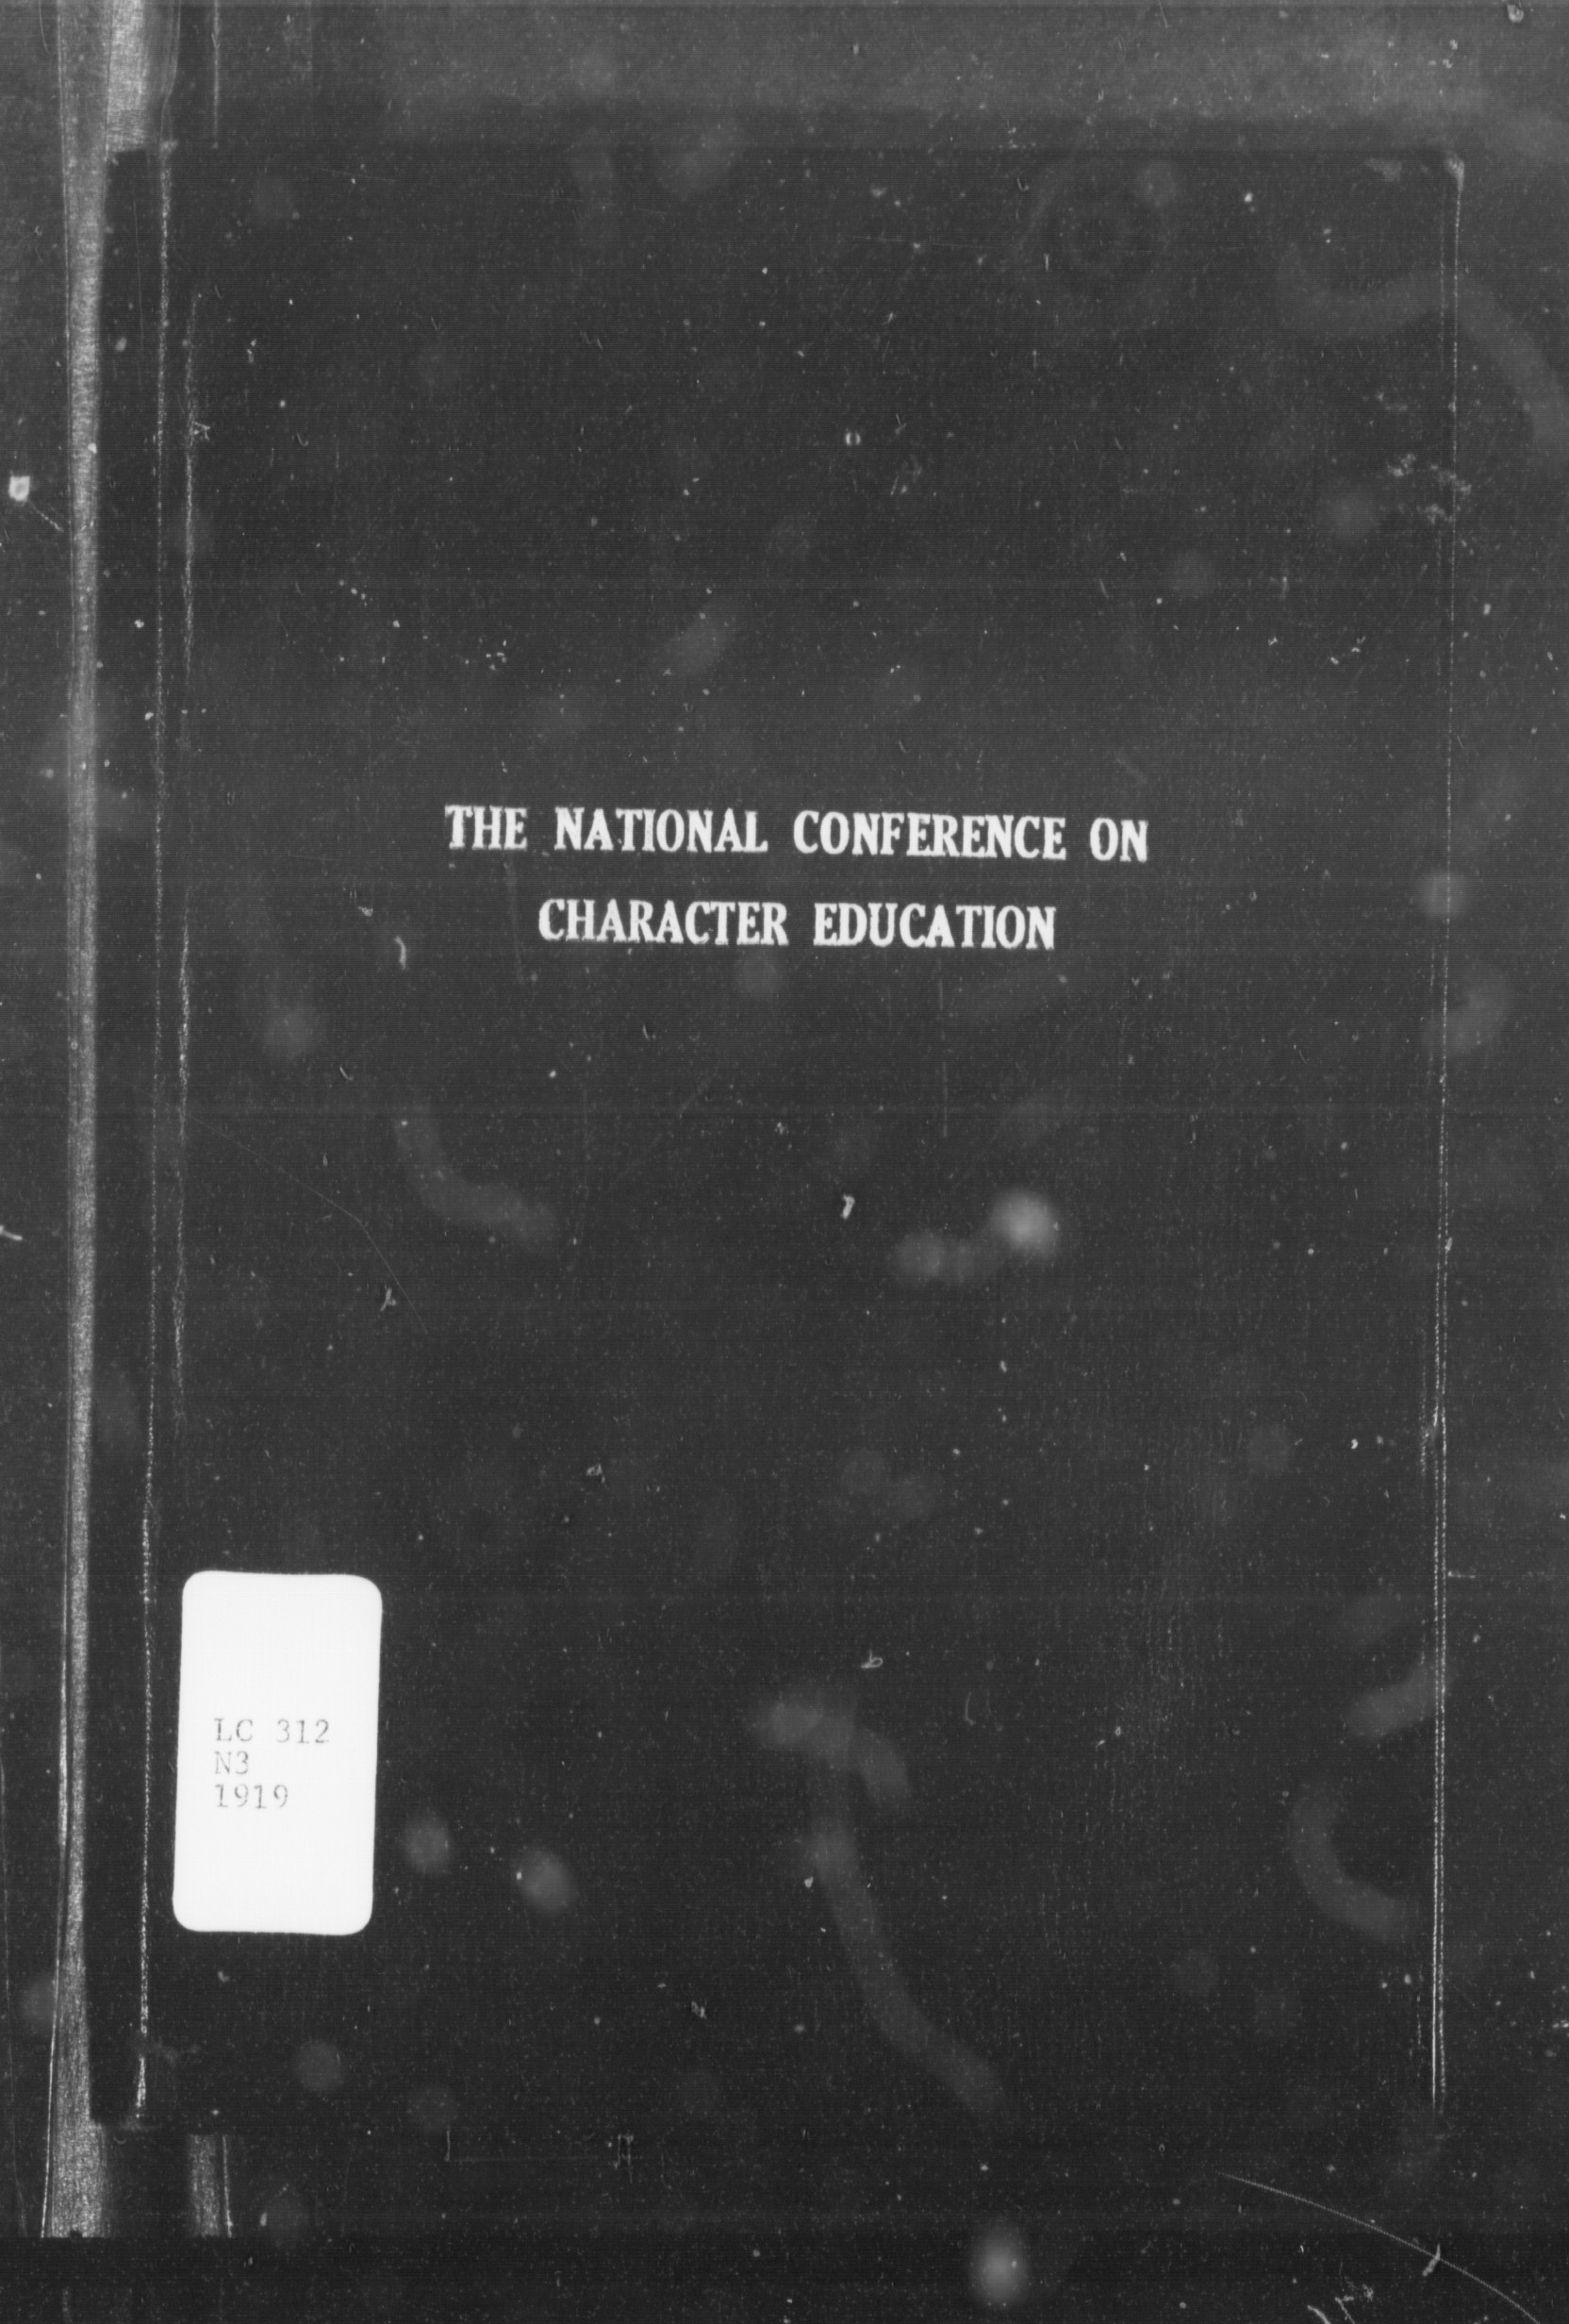 THE NATIONAL CONFERENCE ON
CHARACTER EDUCATION
LC 312
N3
1919